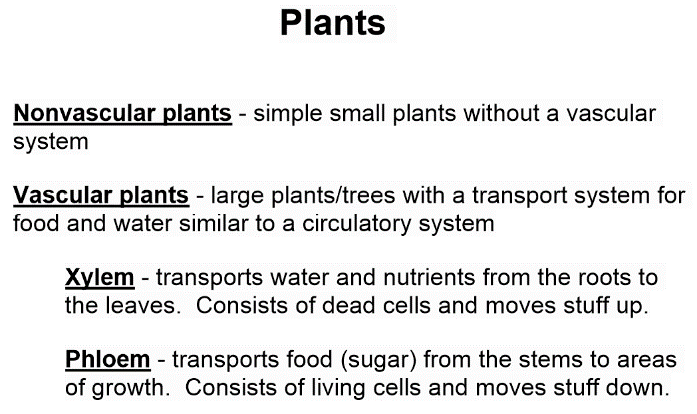 Plants
Nonvascular plants - simple small plants without a vascular
system
Vascular plants - large plants/trees with a transport system for
food and water similar to a circulatory system
Xylem - transports water and nutrients from the roots to
the leaves.  Consists of dead cells and moves stuff up.
Phloem - transports food (sugar) from the stems to areas
of growth.  Consists of living cells and moves stuff down.